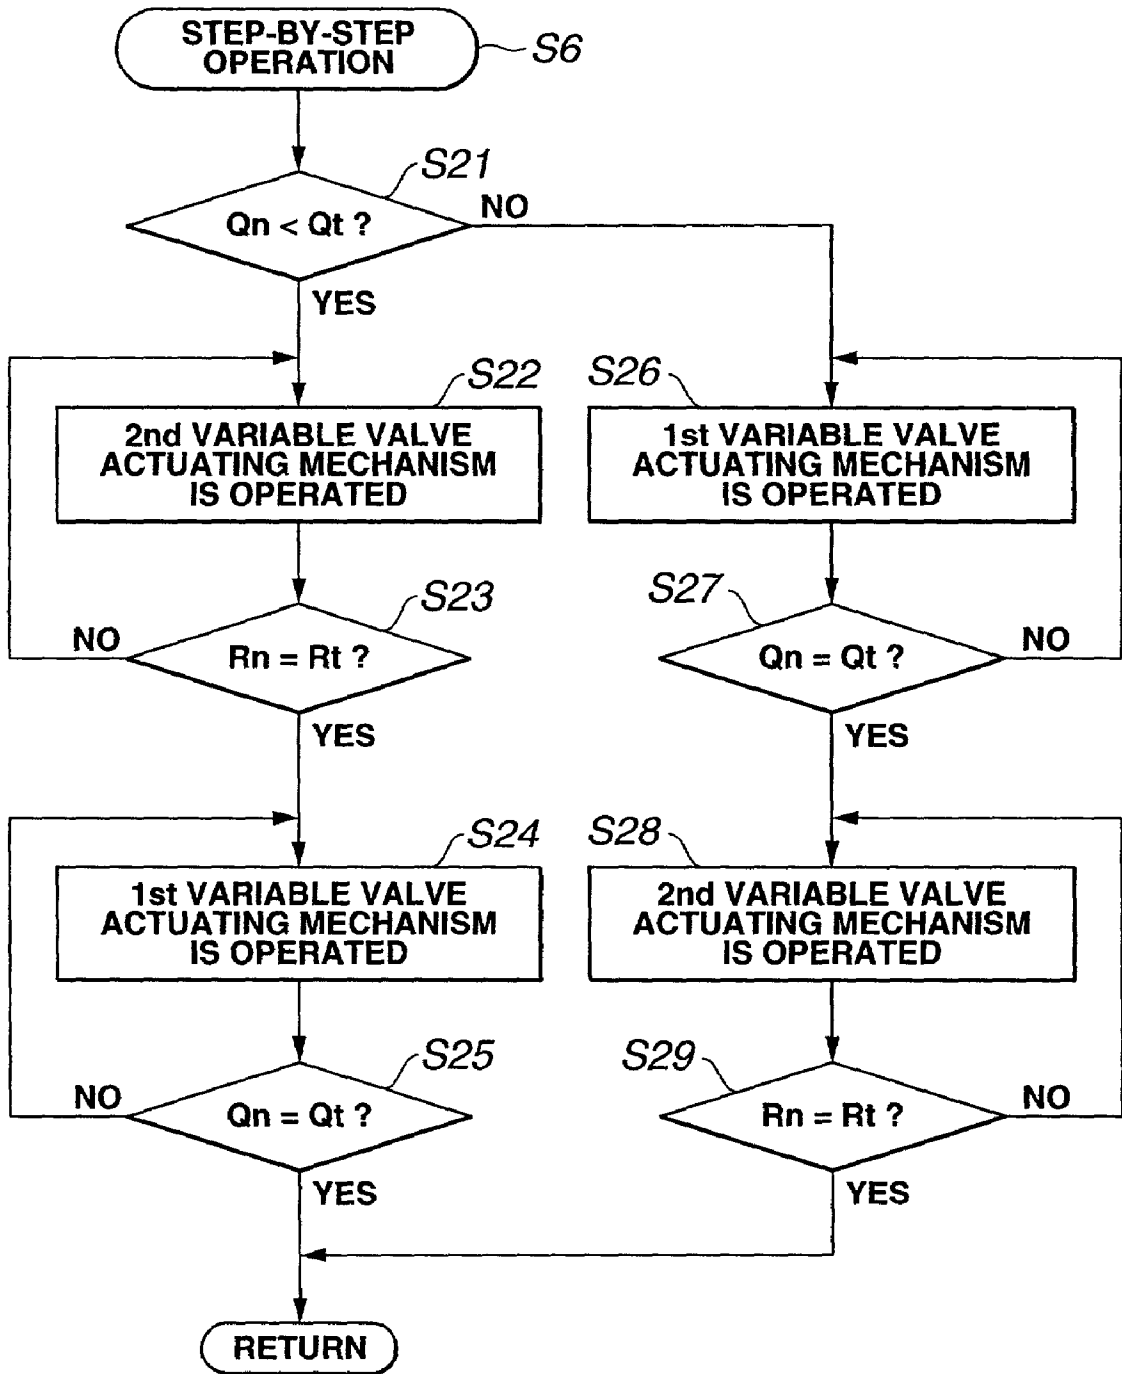 STEP-BY-STEP
OPERATION
S6
S21
Qn < Qt ?
NO
YES
S22
2nd VARIABLE VALVE
ACTUATING MECHANISM
IS OPERATED
S23
Rn = Rt ?
NO
YES
S24
1st VARIABLE VALVE
ACTUATING MECHANISM
IS OPERATED
S25
Qn = Qt ?
NO
YES
S26
1st VARIABLE VALVE
ACTUATING MECHANISM
IS OPERATED
S27
Qn = Qt ?
NO
YES
S28
2nd VARIABLE VALVE
ACTUATING MECHANISM
IS OPERATED
S29
Rn = Rt ?
NO
YES
RETURN